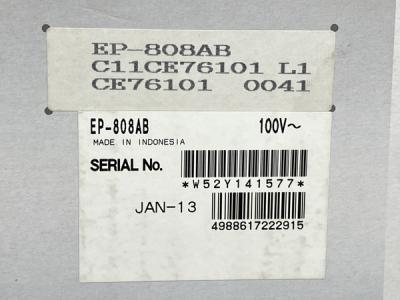 EP-808AB
C11CE76101 L1
CE76101 0041
EP-808AB 100V~
MADE IN INDONESIA
SERIAL No.
*W52Y141577*
JAN-13
4988617222915